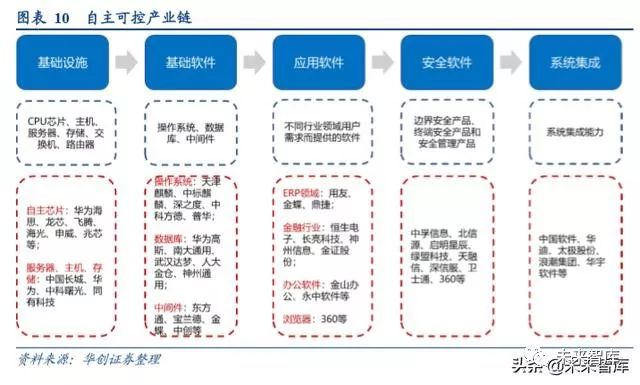 图表 10 自主可控产业链
基础设施
基础软件
应用软件
安全软件
系统集成
CPU芯片、主机、
服务器、存储、交
换机、路由器
操作系统、数据
库、中间件
不同行业领域用户
需求而提供的软件
边界安全产品、
终端安全产品和
安全管理产品
系统集成能力
自主芯片：华为海
思、龙芯、飞腾、
海光、申威、兆芯
等；
服务器、主机、存
储：中国长城、华
为、中科曙光、同
有科技
操作系统：天津
麒麟、中标麒
麟、深之度、中
科方德、普华；
数据库：华为高斯、
南大通用、
武汉达梦、人大
金仓、神州通用；
中间件：东方
通、宝兰德、金
蝶、中创等
ERP领域：用友、
金蝶、鼎捷；
金融行业：恒生电
子、长亮科技、神
州信息、金证股
份；
办公软件：金山办
公、永中软件等
浏览器：360等
中孚信息、北信
源、启明星辰、
绿盟科技、天融
信、深信服、卫
士通、360等
中国软件、华
迪、太极股份、
浪潮集团、华宇
软件等
资料来源：华创证券整理
未来智库
头条@未来智库